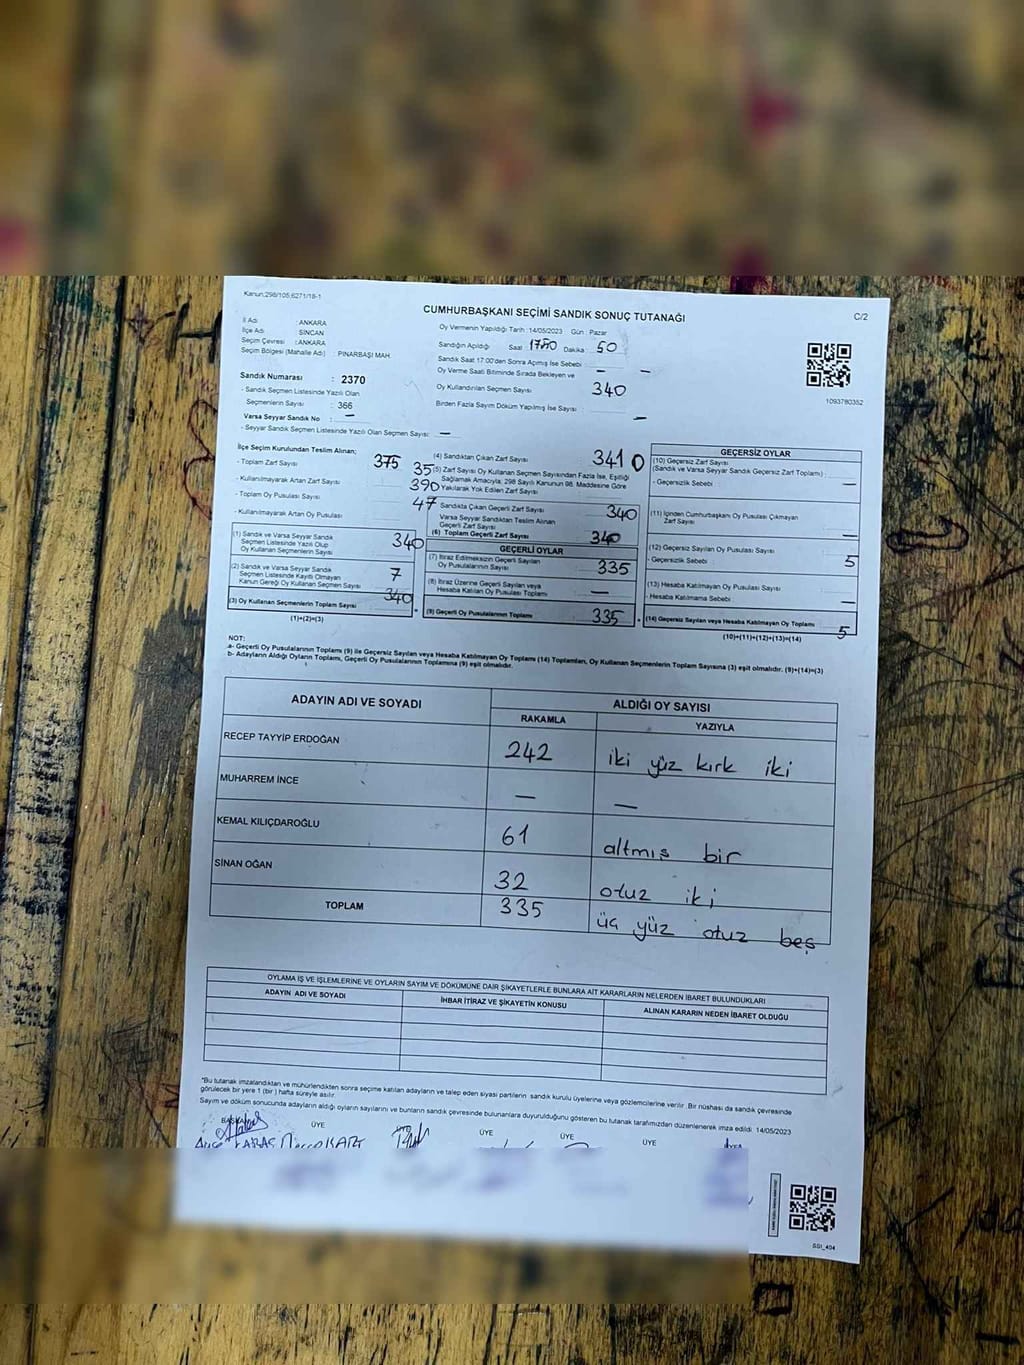 Kanun:298/105;6271/18-1
CUMHURBAŞKANI SEÇİMİ SANDIK SONUÇ TUTANAĞI
C/2
İl Adı : ANKARA
İlçe Adı : SİNCAN
Seçim Çevresi : ANKARA
Seçim Bölgesi (Mahalle Adı) : PINARBAŞI MAH.
Sandık Numarası : 2370
- Sandık Seçmen Listesinde Yazılı Olan
Seçmenlerin Sayısı : 366
Varsa Seyyar Sandık No : —
- Seyyar Sandık Seçmen Listesinde Yazılı Olan Seçmen Sayısı: —
Oy Vermenin Yapıldığı Tarih :14/05/2023 Gün : Pazar
Sandığın Açıldığı Saat Dakika 50
Sandık Saat 17:00'den Sonra Açılmış İse Sebebi : — —
Oy Verme Saati Bitiminde Sırada Bekleyen ve
Oy Kullandırılan Seçmen Sayısı 340
Birden Fazla Sayım Döküm Yapılmış İse Sayısı —
1093780352
İlçe Seçim Kurulundan Teslim Alınan;
- Toplam Zarf Sayısı 375
- Kullanılmayarak Artan Zarf Sayısı 35
- Toplam Oy Pusulası Sayısı 390
- Kullanılmayarak Artan Oy Pusulası 47
(1) Sandık ve Varsa Seyyar Sandık
Seçmen Listesinde Yazılı Olup
Oy Kullanan Seçmenlerin Sayısı 340
(2) Sandık ve Varsa Seyyar Sandık
Seçmen Listesinde Kayıtlı Olmayan
Kanun Gereği Oy Kullanan Seçmen Sayısı 7
(3) Oy Kullanan Seçmenlerin Toplam Sayısı 340
(1)+(2)=(3)
(4) Sandıktan Çıkan Zarf Sayısı 341 0
(5) Zarf Sayısı Oy Kullanan Seçmen Sayısından Fazla İse, Eşitliği
Sağlamak Amacıyla; 298 Sayılı Kanunun 98. Maddesine Göre
Yakılarak Yok Edilen Zarf Sayısı
Sandıkta Çıkan Geçerli Zarf Sayısı 340
Varsa Seyyar Sandıktan Teslim Alınan
Geçerli Zarf Sayısı —
(6) Toplam Geçerli Zarf Sayısı 340
GEÇERLİ OYLAR
(7) İtiraz Edilmeksizin Geçerli Sayılan
Oy Pusulası Sayısı 335
(8) İtiraz Üzerine Geçerli Sayılan veya
Hesaba Katılan Oy Pusulası Toplamı —
(9) Geçerli Oy Pusulalarının Toplamı 335
GEÇERSİZ OYLAR
(10) Geçersiz Zarf Sayısı
(Sandık ve Varsa Seyyar Sandık Geçersiz Zarf Toplamı) :
- Geçersizlik Sebebi : —
(11) İçinden Cumhurbaşkanı Oy Pusulası Çıkmayan
Zarf Sayısı —
(12) Geçersiz Sayılan Oy Pusulası Sayısı
- Geçersizlik Sebebi : 5
(13) Hesaba Katılmayan Oy Pusulası Sayısı
- Hesaba Katılmama Sebebi : —
(14) Geçersiz Sayılan veya Hesaba Katılmayan Oy Toplamı 5
(10)+(11)+(12)+(13)=(14)
NOT:
a- Geçerli Oy Pusulalarının Toplamı (9) ile Geçersiz Sayılan veya Hesaba Katılmayan Oy Toplamı (14) Toplamları, Oy Kullanan Seçmenlerin Toplam Sayısına (3) eşit olmalıdır. (9)+(14)=(3)
b- Adayların Aldığı Oyların Toplamı, Geçerli Oy Pusulalarının Toplamına (9) eşit olmalıdır.
ADAYIN ADI VE SOYADI ALDIĞI OY SAYISI
RAKAMLA YAZIYLA
RECEP TAYYİP ERDOĞAN 242 iki yüz kırk iki
MUHARREM İNCE — —
KEMAL KILIÇDAROĞLU 61 altmış bir
SİNAN OĞAN 32 otuz iki
TOPLAM 335 üç yüz otuz beş
OYLAMA İŞ VE İŞLEMLERİNE VE OYLARIN SAYIM VE DÖKÜMÜNE DAİR ŞİKAYETLERLE BUNLARA AİT KARARLARIN NELERDEN İBARET BULUNDUKLARI
ADAYIN ADI VE SOYADI İHBAR İTİRAZ VE ŞİKAYETİN KONUSU ALINAN KARARIN NEDEN İBARET OLDUĞU
*Bu tutanak imzalandıktan ve mühürlendikten sonra seçime katılan adayların ve talep eden siyasi partilerin sandık kurulu üyelerine veya gözlemcilerine verilir. Bir nüshası da sandık çevresinde
görülecek bir yere 1 (bir) hafta süreyle asılır.
Sayım ve döküm sonucunda adayların aldığı oyların sayılarını ve bunların sandık çevresinde bulunanlara duyurulduğunu gösteren bu tutanak tarafımızdan düzenlenerek imza edildi. 14/05/2023
BAŞKAN ÜYE ÜYE ÜYE ÜYE ÜYE ÜYE
SSI_404